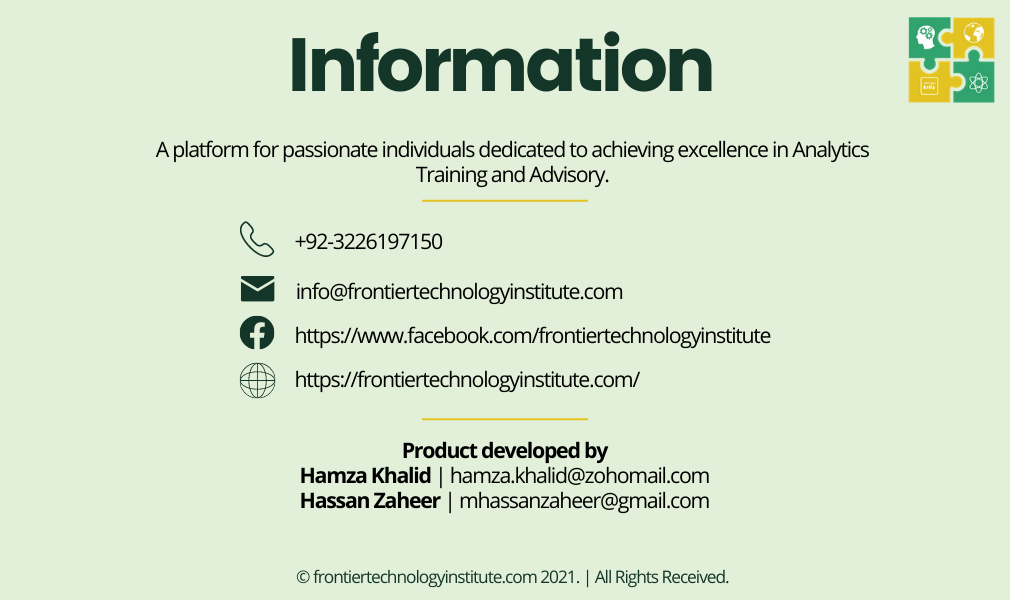 Information
A platform for passionate individuals dedicated to achieving excellence in Analytics
Training and Advisory.
+92-3226197150
info@frontiertechnologyinstitute.com
https://www.facebook.com/frontiertechnologyinstitute
https://frontiertechnologyinstitute.com/
Product developed by
Hamza Khalid | hamza.khalid@zohomail.com
Hassan Zaheer | mhassanzaheer@gmail.com
© frontiertechnologyinstitute.com 2021. | All Rights Received.